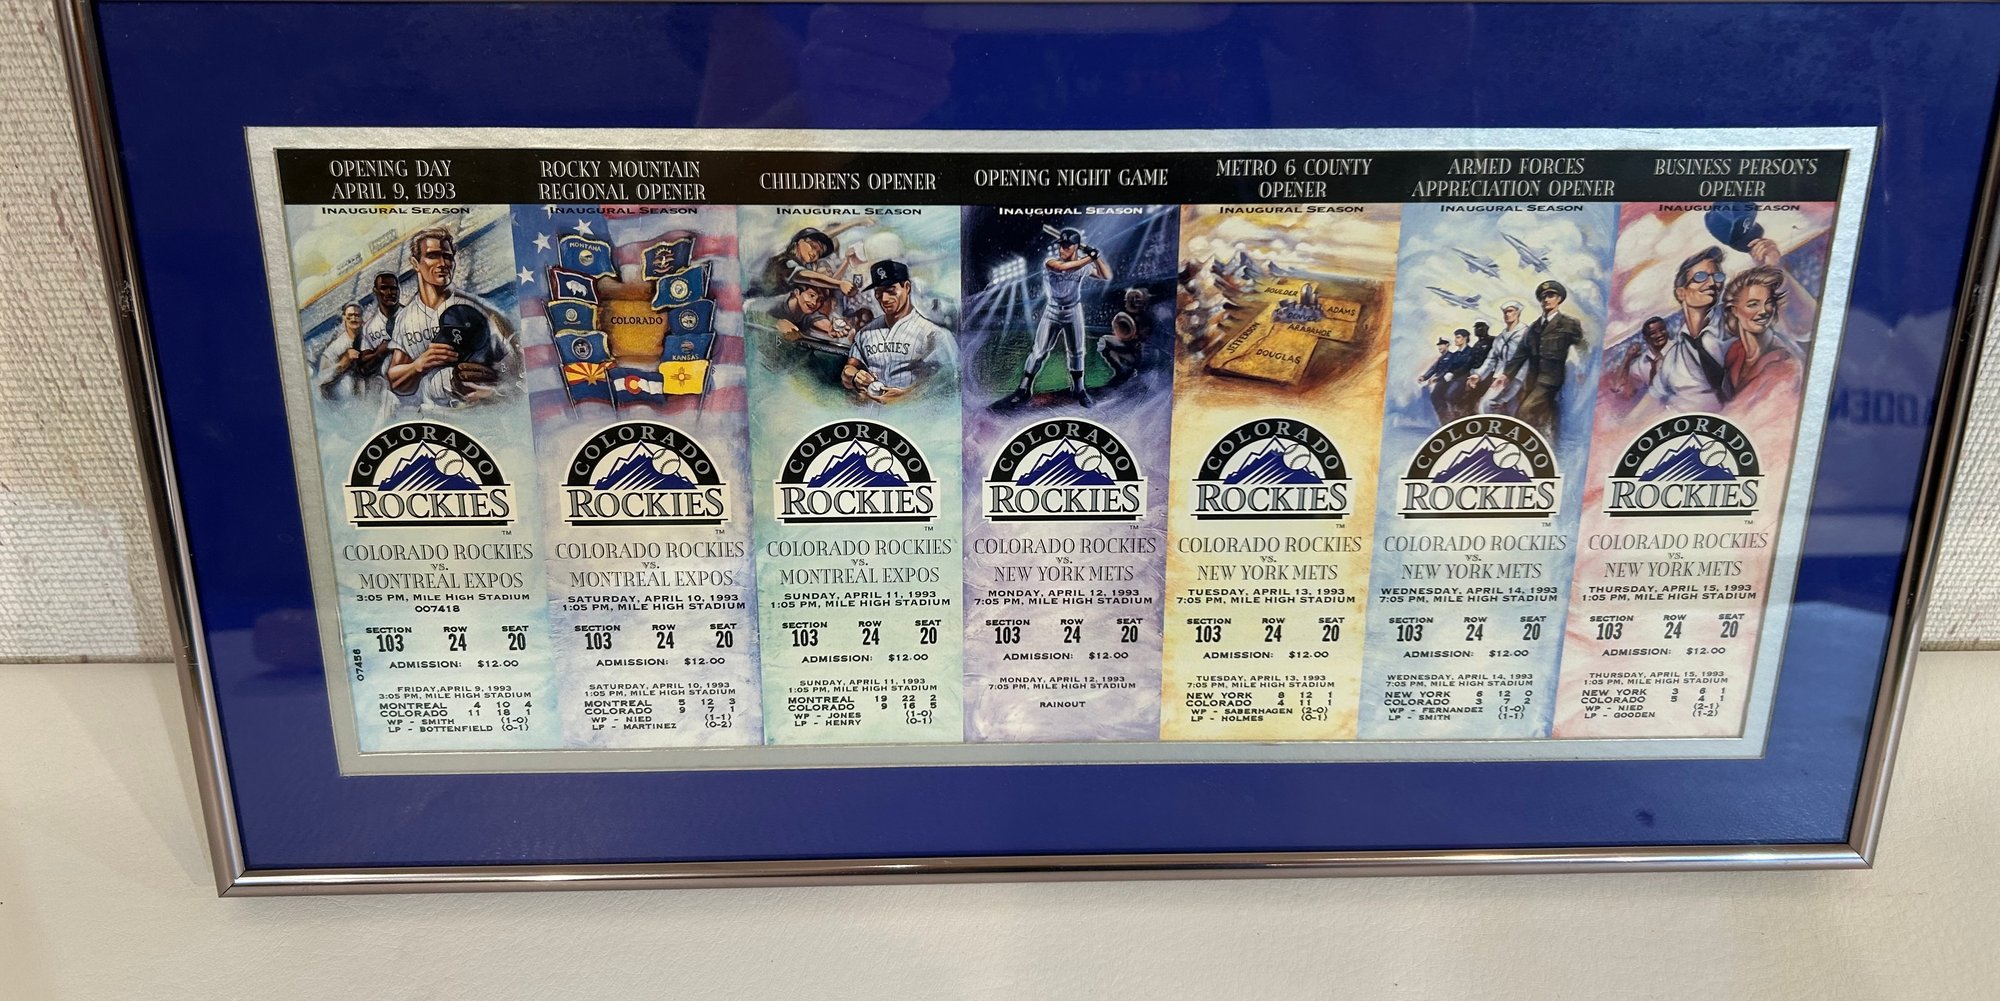 OPENING DAY
APRIL 9, 1993
INAUGURAL SEASON
ROCK
COLORADO
ROCKIES
TM
COLORADO ROCKIES
VS.
MONTREAL EXPOS
3:05 PM, MILE HIGH STADIUM
007418
SECTION ROW SEAT
103 24 20
ADMISSION: $12.00
07456
FRIDAY, APRIL 9, 1993
3:05 PM, MILE HIGH STADIUM
MONTREAL 4 10 4
COLORADO 11 18 1
WP - SMITH (1-0)
LP - BOTTENFIELD (0-1)
ROCKY MOUNTAIN
REGIONAL OPENER
INAUGURAL SEASON
MONTANA
COLORADO
KANSAS
COLORADO
ROCKIES
TM
COLORADO ROCKIES
VS.
MONTREAL EXPOS
SATURDAY, APRIL 10, 1993
1:05 PM, MILE HIGH STADIUM
SECTION ROW SEAT
103 24 20
ADMISSION: $12.00
SATURDAY, APRIL 10, 1993
1:05 PM, MILE HIGH STADIUM
MONTREAL 5 12 3
COLORADO 9 7 1
WP - NIED (1-1)
LP - MARTINEZ (0-2)
CHILDREN'S OPENER
INAUGURAL SEASON
CR
ROCKIES
COLORADO
ROCKIES
TM
COLORADO ROCKIES
VS.
MONTREAL EXPOS
SUNDAY, APRIL 11, 1993
1:05 PM, MILE HIGH STADIUM
SECTION ROW SEAT
103 24 20
ADMISSION: $12.00
SUNDAY, APRIL 11, 1993
1:05 PM, MILE HIGH STADIUM
MONTREAL 19 22 2
COLORADO 9 16 5
WP - JONES (1-0)
LP - HENRY (0-1)
OPENING NIGHT GAME
INAUGURAL SEASON
COLORADO
ROCKIES
TM
COLORADO ROCKIES
VS.
NEW YORK METS
MONDAY, APRIL 12, 1993
7:05 PM, MILE HIGH STADIUM
SECTION ROW SEAT
103 24 20
ADMISSION: $12.00
MONDAY, APRIL 12, 1993
7:05 PM, MILE HIGH STADIUM
RAINOUT
METRO 6 COUNTY
OPENER
INAUGURAL SEASON
BOULDER
ADAMS
DENVER
ARAPAHOE
JEFFERSON
DOUGLAS
COLORADO
ROCKIES
TM
COLORADO ROCKIES
VS.
NEW YORK METS
TUESDAY, APRIL 13, 1993
7:05 PM, MILE HIGH STADIUM
SECTION ROW SEAT
103 24 20
ADMISSION: $12.00
TUESDAY, APRIL 13, 1993
7:05 PM, MILE HIGH STADIUM
NEW YORK 8 12 1
COLORADO 4 11 1
WP - SABERHAGEN (2-0)
LP - HOLMES (0-1)
ARMED FORCES
APPRECIATION OPENER
INAUGURAL SEASON
COLORADO
ROCKIES
TM
COLORADO ROCKIES
VS.
NEW YORK METS
WEDNESDAY, APRIL 14, 1993
7:05 PM, MILE HIGH STADIUM
SECTION ROW SEAT
103 24 20
ADMISSION: $12.00
WEDNESDAY, APRIL 14, 1993
7:05 PM, MILE HIGH STADIUM
NEW YORK 6 12 0
COLORADO 3 7 2
WP - FERNANDEZ (1-0)
LP - SMITH (1-1)
BUSINESS PERSON'S
OPENER
INAUGURAL SEASON
COLORADO
ROCKIES
TM
COLORADO ROCKIES
VS.
NEW YORK METS
THURSDAY, APRIL 15, 1993
1:05 PM, MILE HIGH STADIUM
SECTION ROW SEAT
103 24 20
ADMISSION: $12.00
THURSDAY, APRIL 15, 1993
1:05 PM, MILE HIGH STADIUM
NEW YORK 3 6 1
COLORADO 5 4 1
WP - NIED (2-1)
LP - GOODEN (1-2)